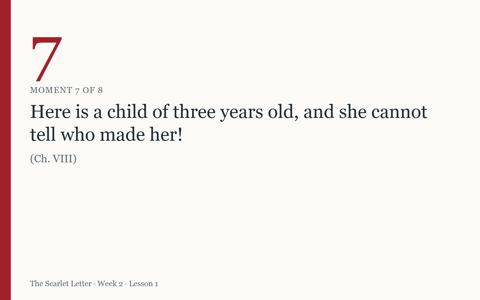 7
MOMENT 7 OF 8
Here is a child of three years old, and she cannot
tell who made her!
(Ch. VIII)
The Scarlet Letter · Week 2 · Lesson 1